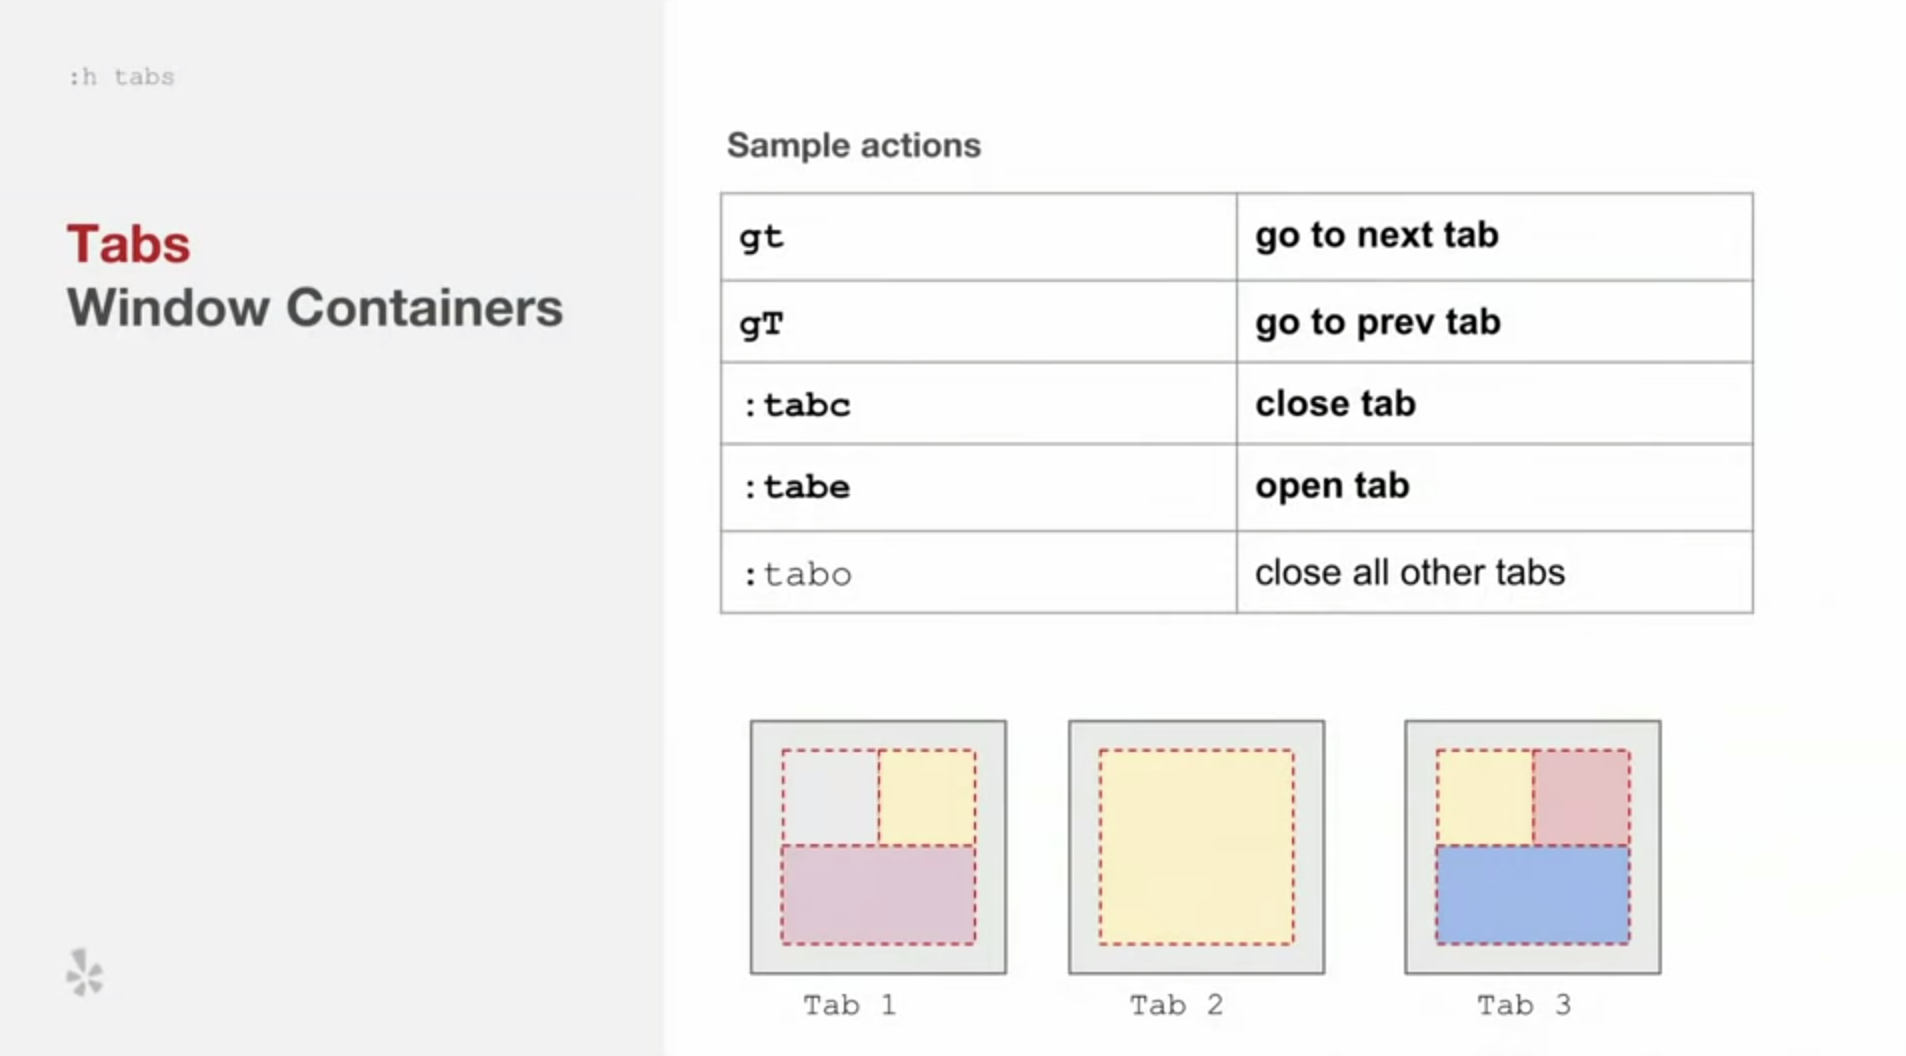 :h tabs
Tabs
Window Containers
Sample actions
gt go to next tab
gT go to prev tab
:tabc close tab
:tabe open tab
:tabo close all other tabs
Tab 1 Tab 2 Tab 3